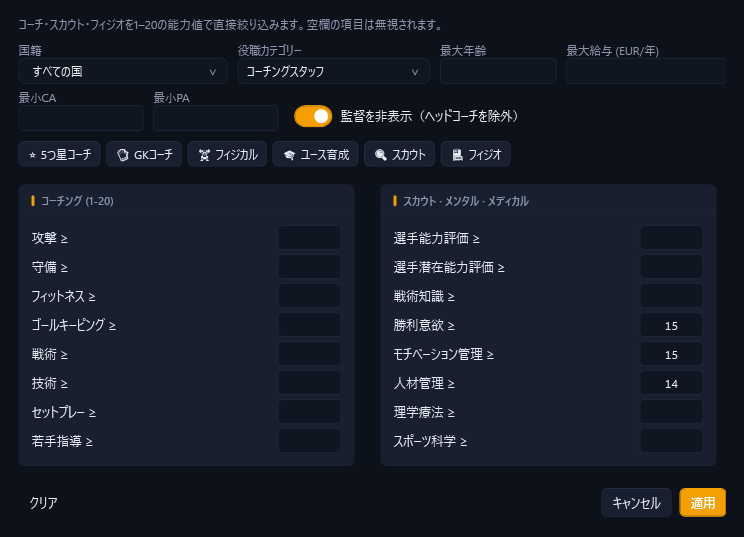 コーチ・スカウト・フィジオを1–20の能力値で直接絞り込みます。空欄の項目は無視されます。
国籍 役職カテゴリー 最大年齢 最大給与 (EUR/年)
すべての国 コーチングスタッフ
最小CA 最小PA
監督を非表示（ヘッドコーチを除外）
5つ星コーチ GKコーチ フィジカル ユース育成 スカウト フィジオ
コーチング (1-20)
攻撃 ≥
守備 ≥
フィットネス ≥
ゴールキーピング ≥
戦術 ≥
技術 ≥
セットプレー ≥
若手指導 ≥
スカウト · メンタル · メディカル
選手能力評価 ≥
選手潜在能力評価 ≥
戦術知識 ≥
勝利意欲 ≥ 15
モチベーション管理 ≥ 15
人材管理 ≥ 14
理学療法 ≥
スポーツ科学 ≥
クリア キャンセル 適用